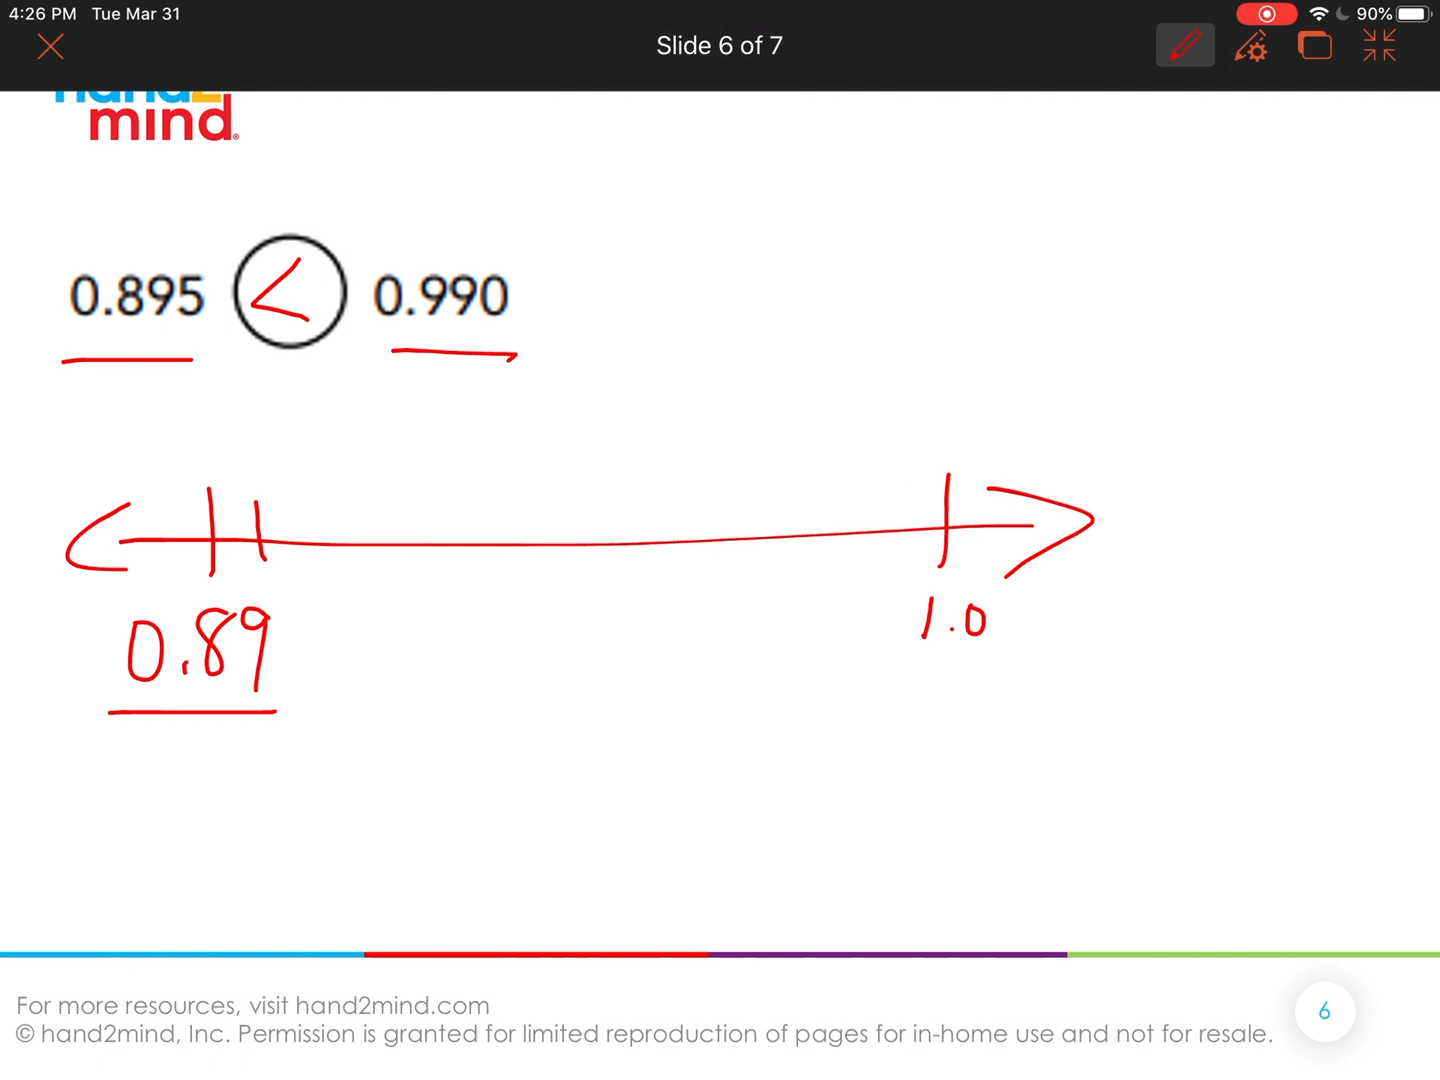 4:26 PM Tue Mar 31
90%
Slide 6 of 7
hand2
mind®
0.895 < 0.990
0.89
1.0
For more resources, visit hand2mind.com
6
© hand2mind, Inc. Permission is granted for limited reproduction of pages for in-home use and not for resale.